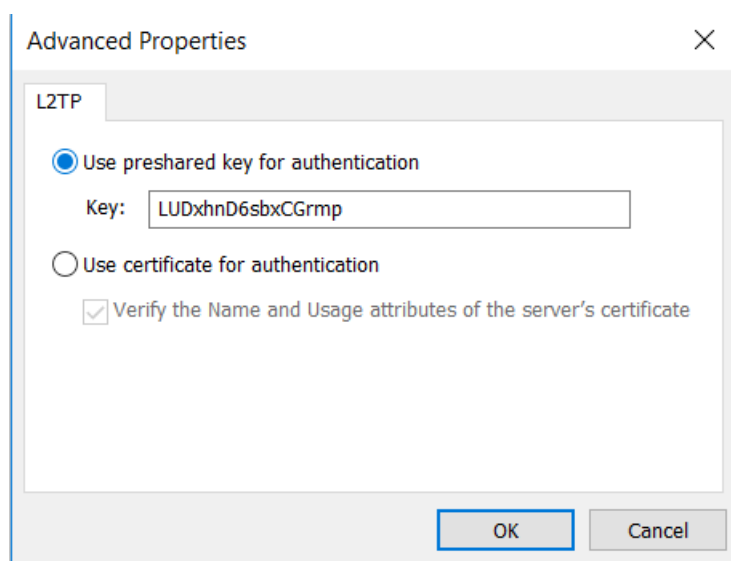 Advanced Properties
L2TP
Use preshared key for authentication
Key: LUDxhnD6sbxCGrmp
Use certificate for authentication
Verify the Name and Usage attributes of the server's certificate
OK Cancel